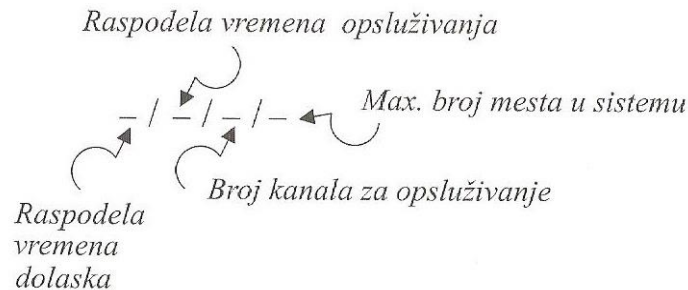 Raspodela vremena opsluživanja
_ / _ / _ / _
Max. broj mesta u sistemu
Broj kanala za opsluživanje
Raspodela
vremena
dolaska